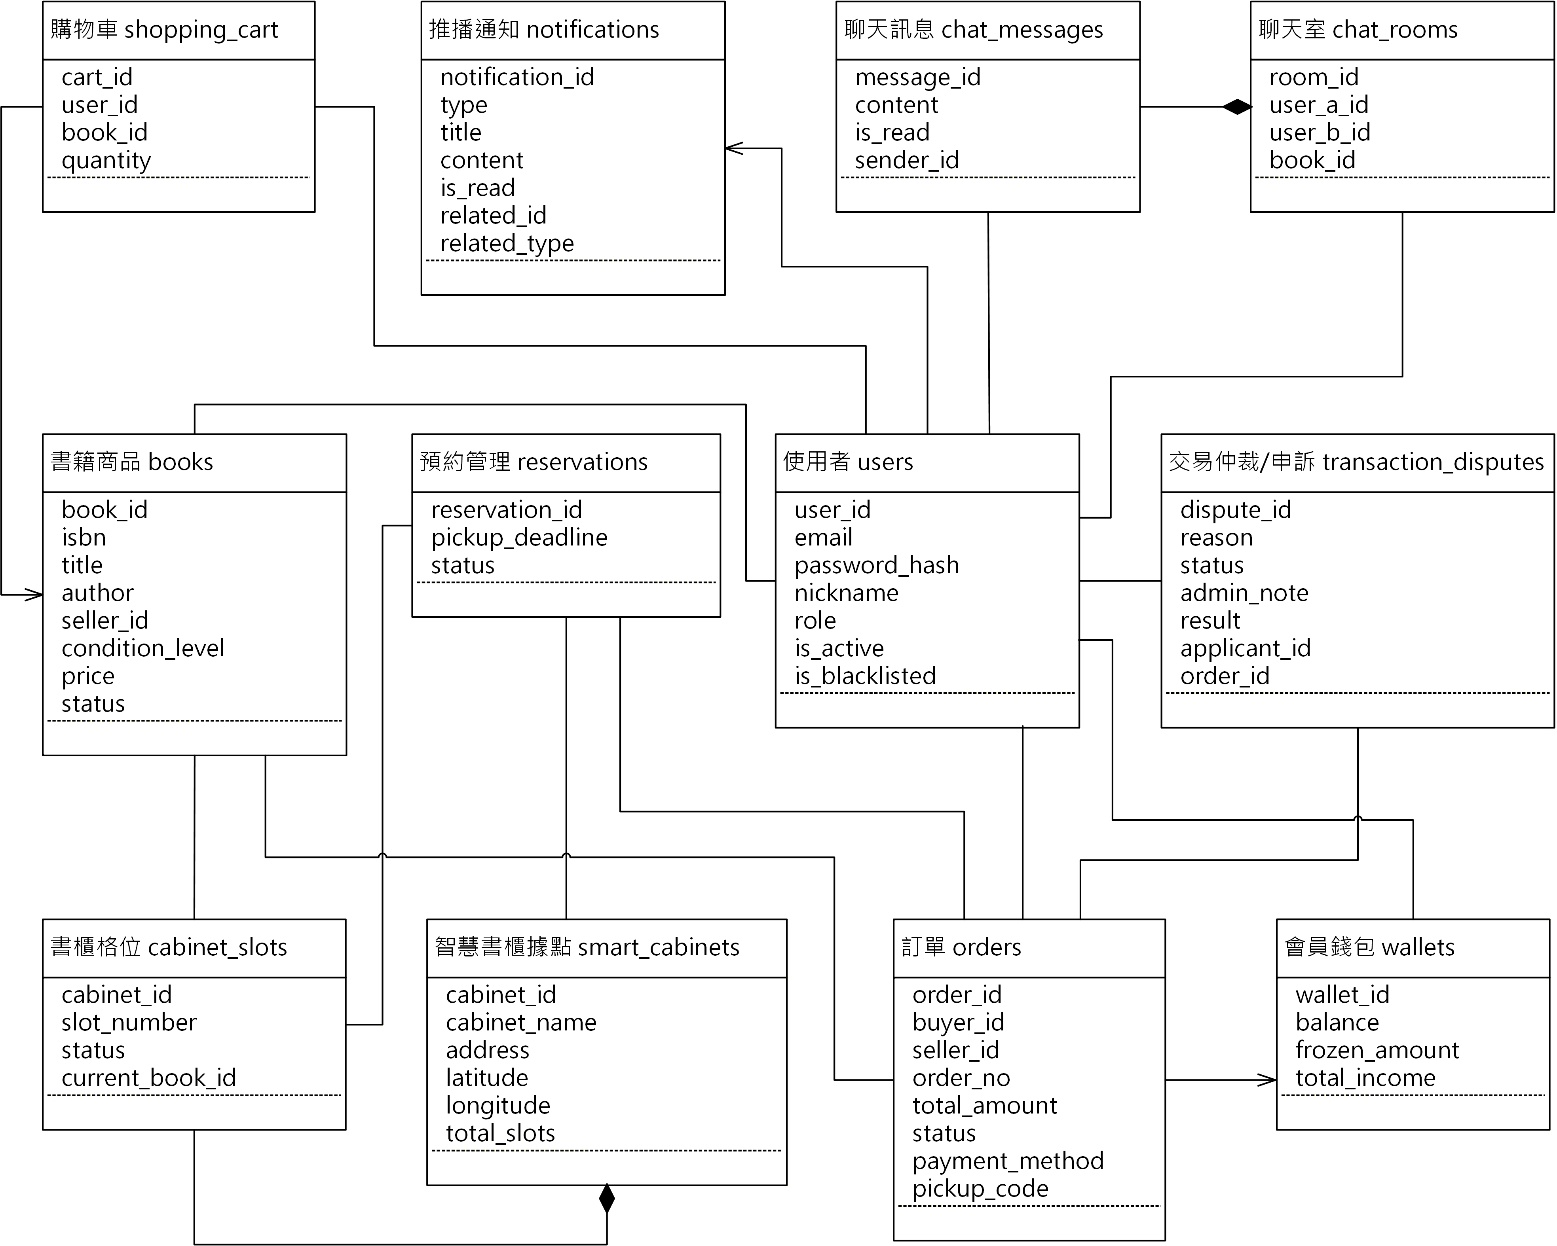 購物車 shopping_cart
cart_id
user_id
book_id
quantity
推播通知 notifications
notification_id
type
title
content
is_read
related_id
related_type
聊天訊息 chat_messages
message_id
content
is_read
sender_id
聊天室 chat_rooms
room_id
user_a_id
user_b_id
book_id
書籍商品 books
book_id
isbn
title
author
seller_id
condition_level
price
status
預約管理 reservations
reservation_id
pickup_deadline
status
使用者 users
user_id
email
password_hash
nickname
role
is_active
is_blacklisted
交易仲裁/申訴 transaction_disputes
dispute_id
reason
status
admin_note
result
applicant_id
order_id
書櫃格位 cabinet_slots
cabinet_id
slot_number
status
current_book_id
智慧書櫃據點 smart_cabinets
cabinet_id
cabinet_name
address
latitude
longitude
total_slots
訂單 orders
order_id
buyer_id
seller_id
order_no
total_amount
status
payment_method
pickup_code
會員錢包 wallets
wallet_id
balance
frozen_amount
total_income